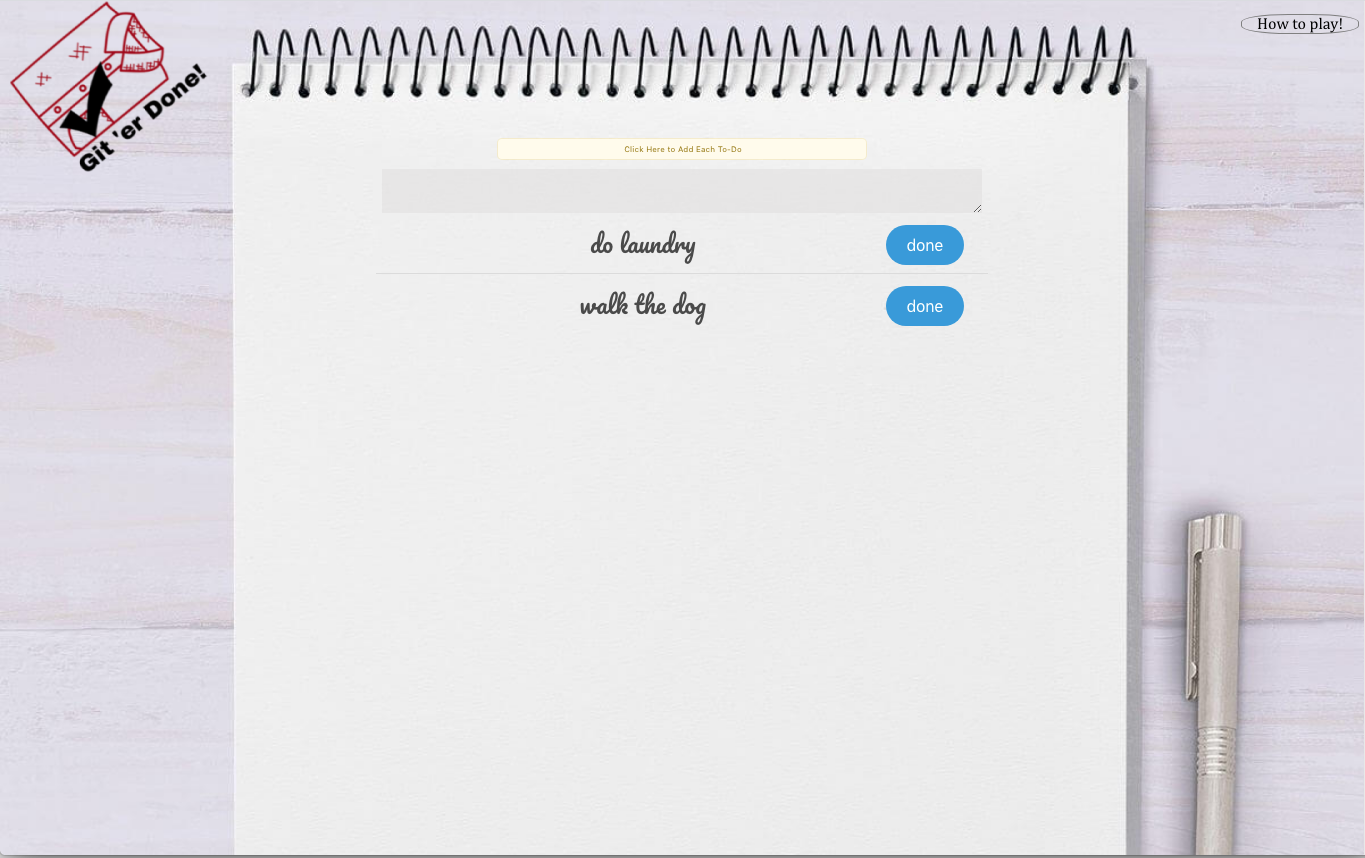 How to play!
Git 'er Done!
Click Here to Add Each To-Do
do laundry
done
walk the dog
done